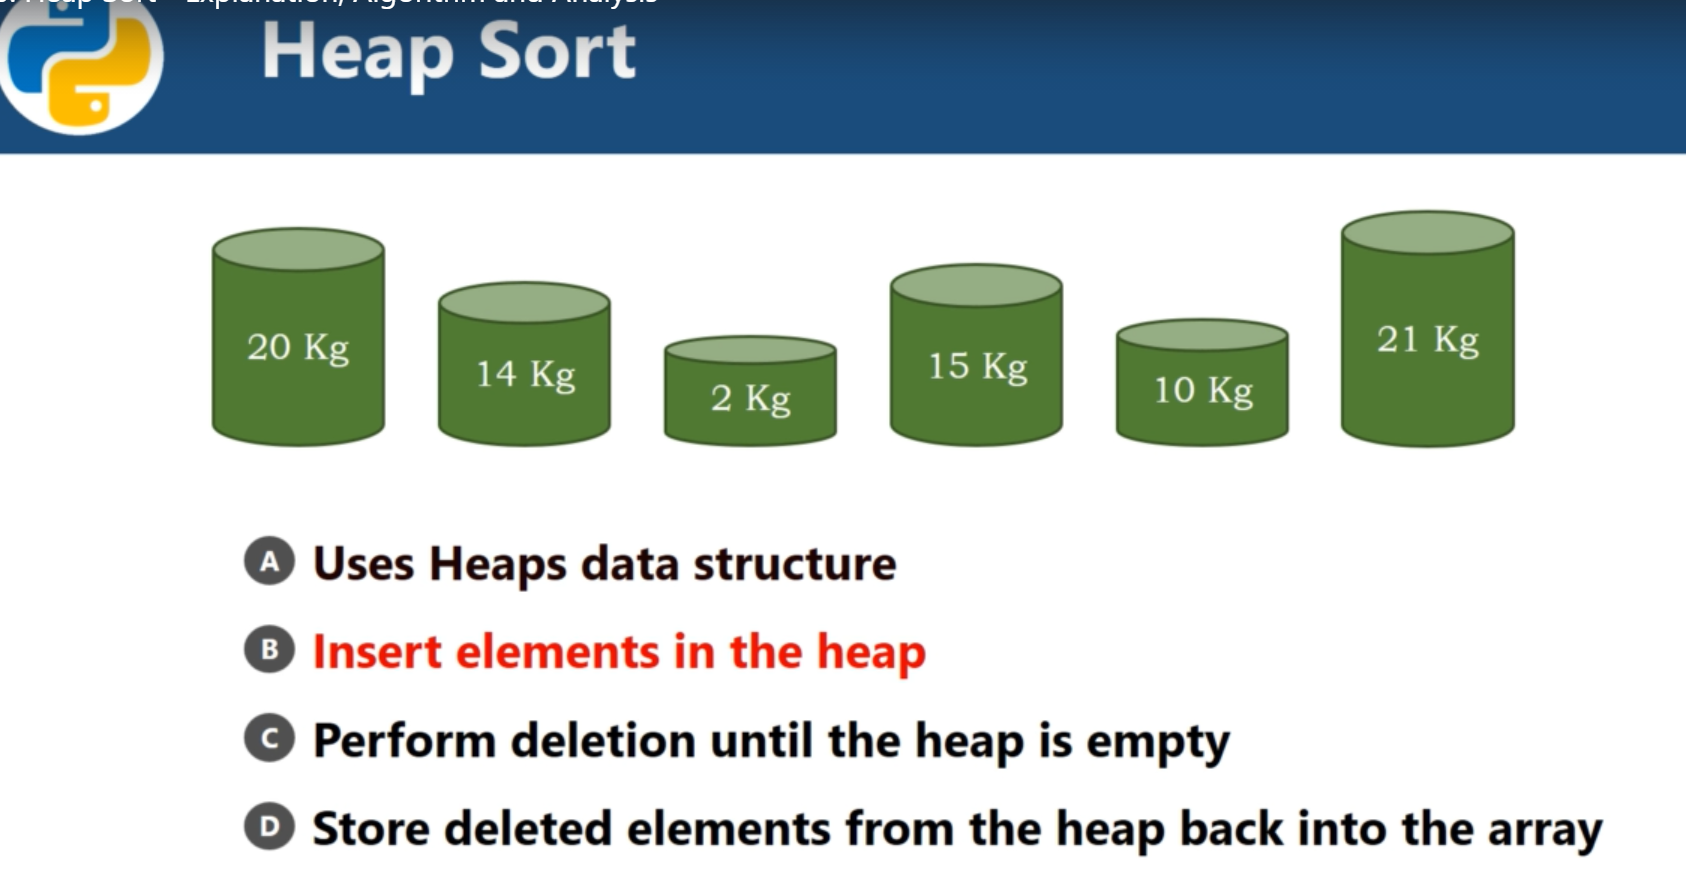 Heap Sort - Explanation, Algorithm and Analysis
Heap Sort
20 Kg
14 Kg
2 Kg
15 Kg
10 Kg
21 Kg
A Uses Heaps data structure
B Insert elements in the heap
C Perform deletion until the heap is empty
D Store deleted elements from the heap back into the array